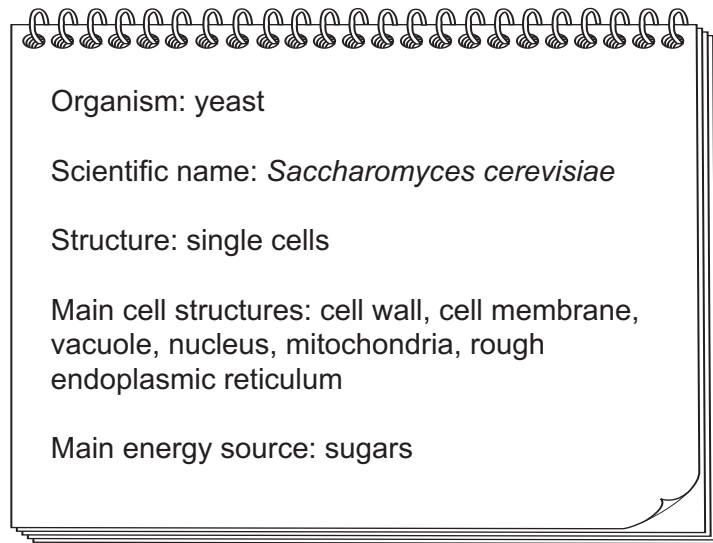 Organism: yeast
Scientific name: Saccharomyces cerevisiae
Structure: single cells
Main cell structures: cell wall, cell membrane,
vacuole, nucleus, mitochondria, rough
endoplasmic reticulum
Main energy source: sugars